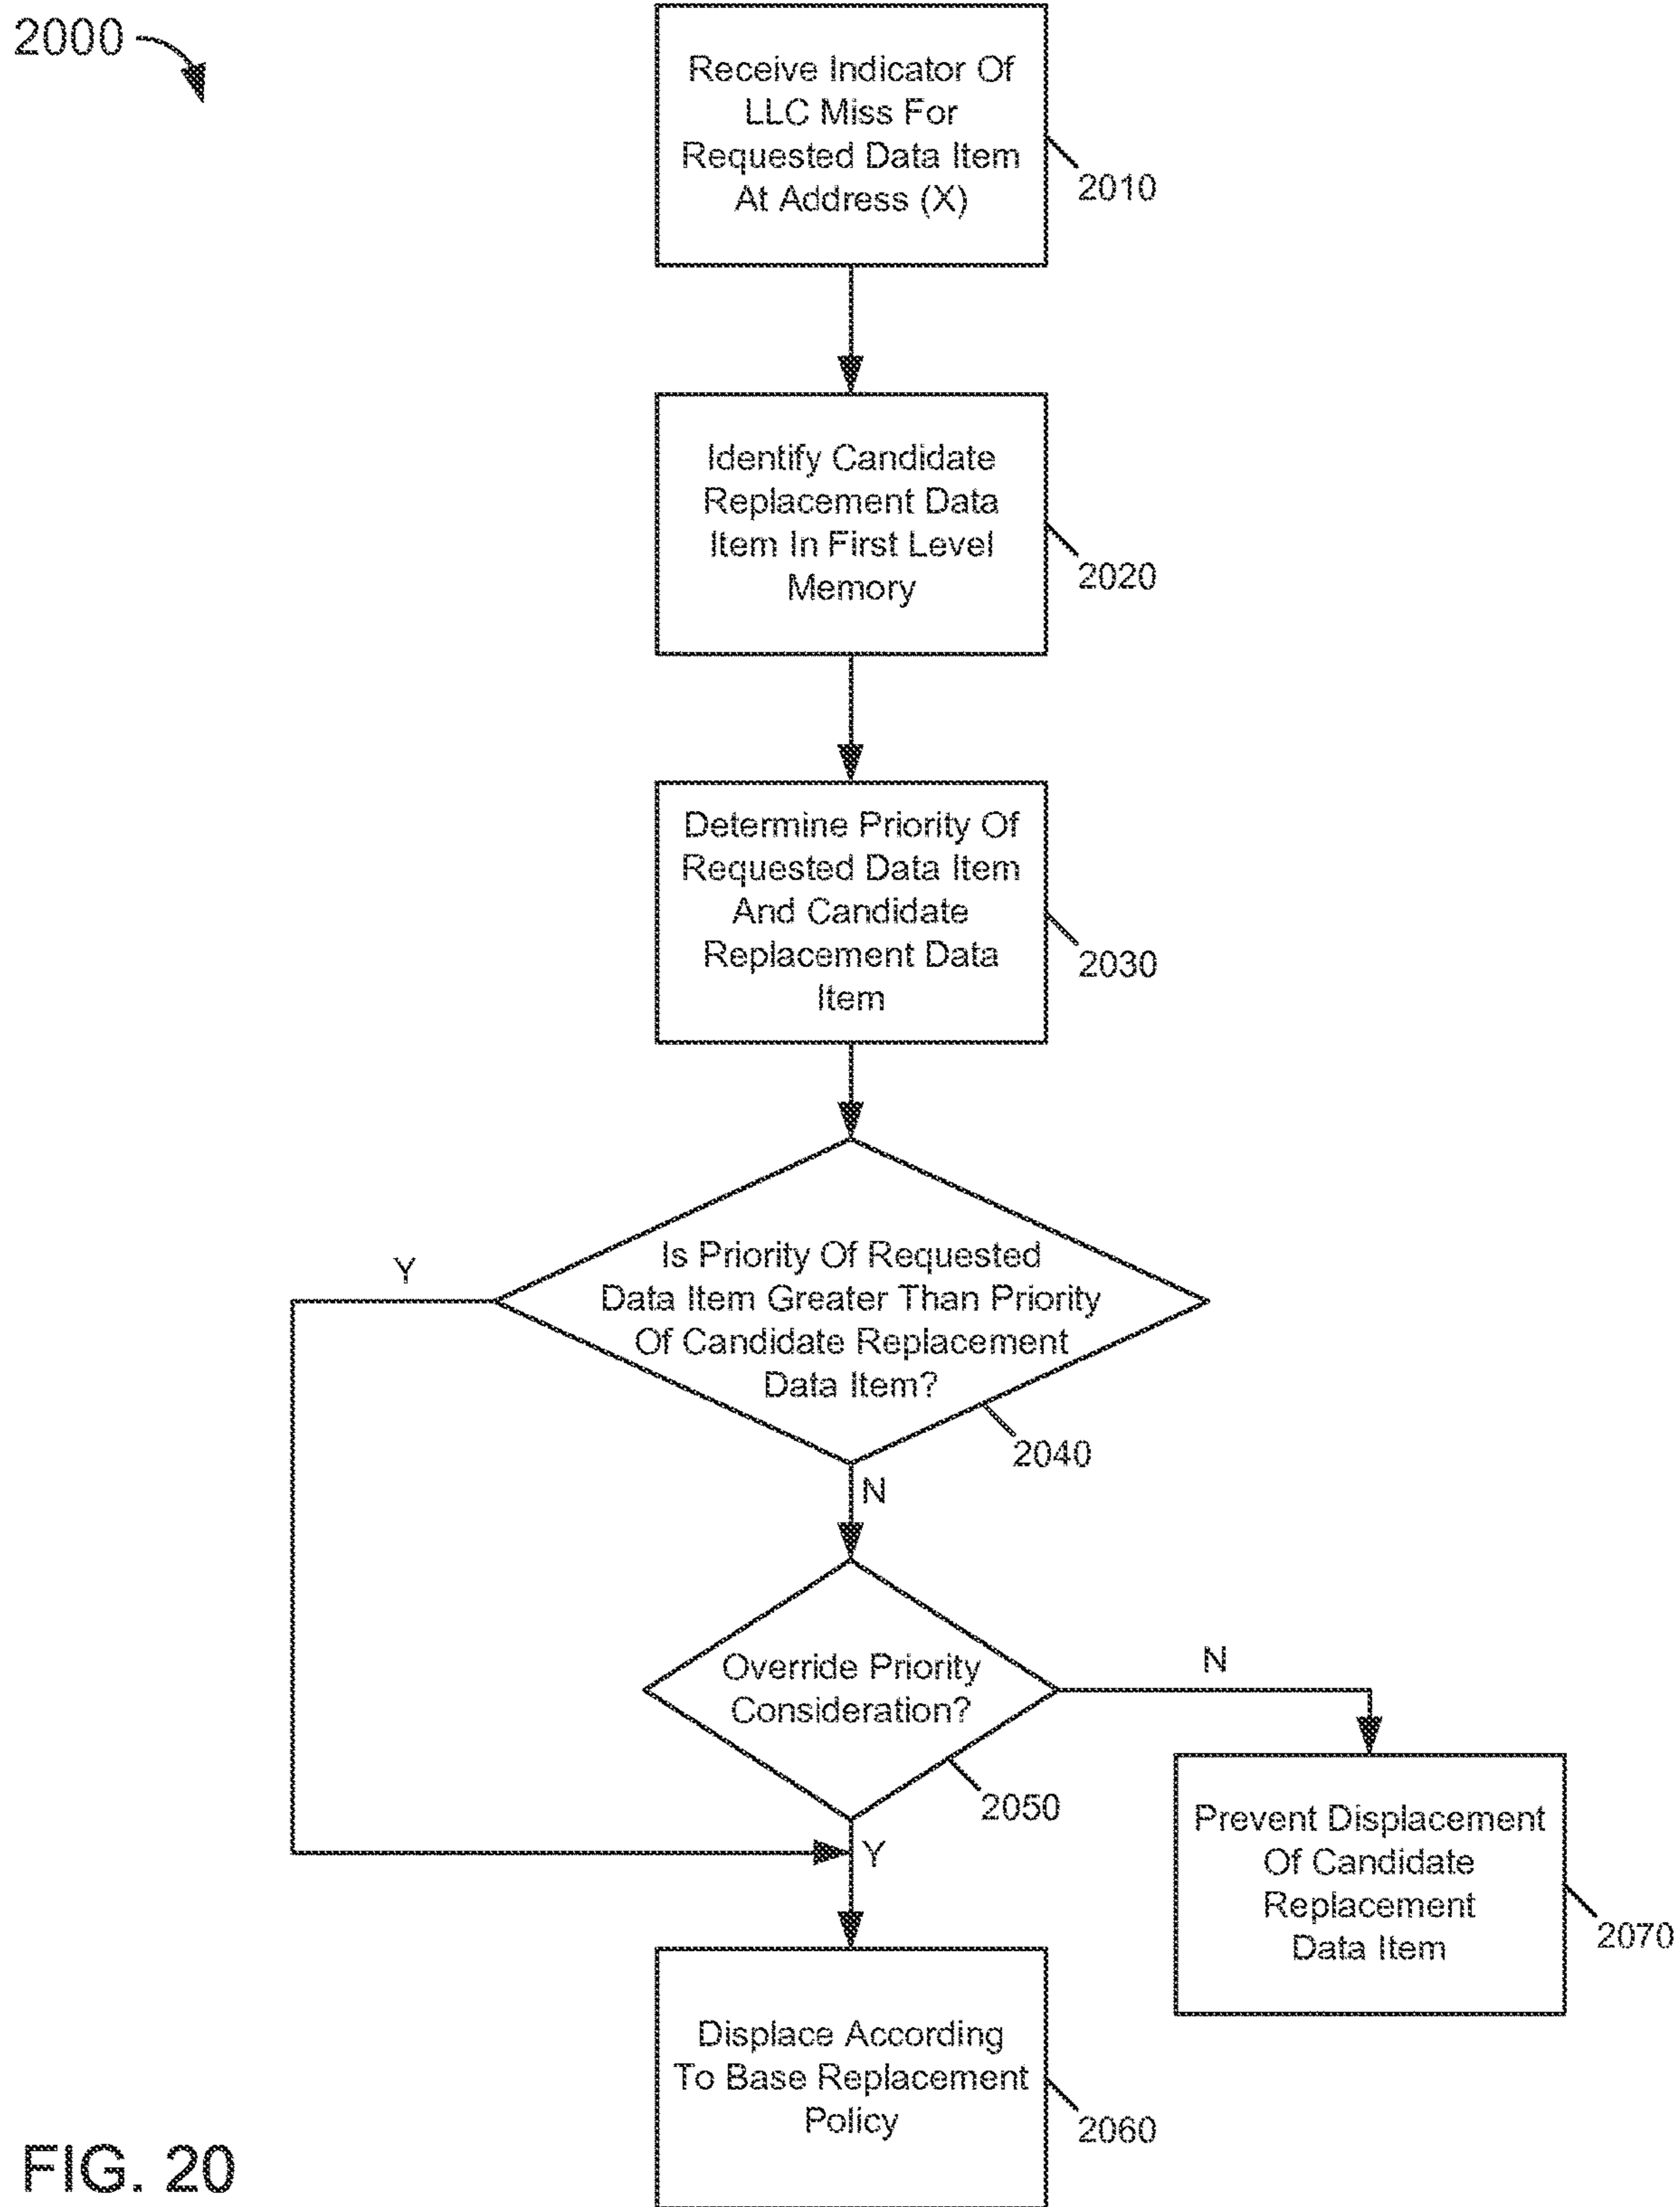 2000
Receive Indicator Of
LLC Miss For
Requested Data Item
At Address (X)
2010
Identify Candidate
Replacement Data
Item In First Level
Memory
2020
Determine Priority Of
Requested Data Item
And Candidate
Replacement Data
Item
2030
Is Priority Of Requested
Data Item Greater Than Priority
Of Candidate Replacement
Data Item?
Y
2040
N
Override Priority
Consideration?
N
2050
Y
Prevent Displacement
Of Candidate
Replacement
Data Item
2070
Displace According
To Base Replacement
Policy
2060
FIG. 20